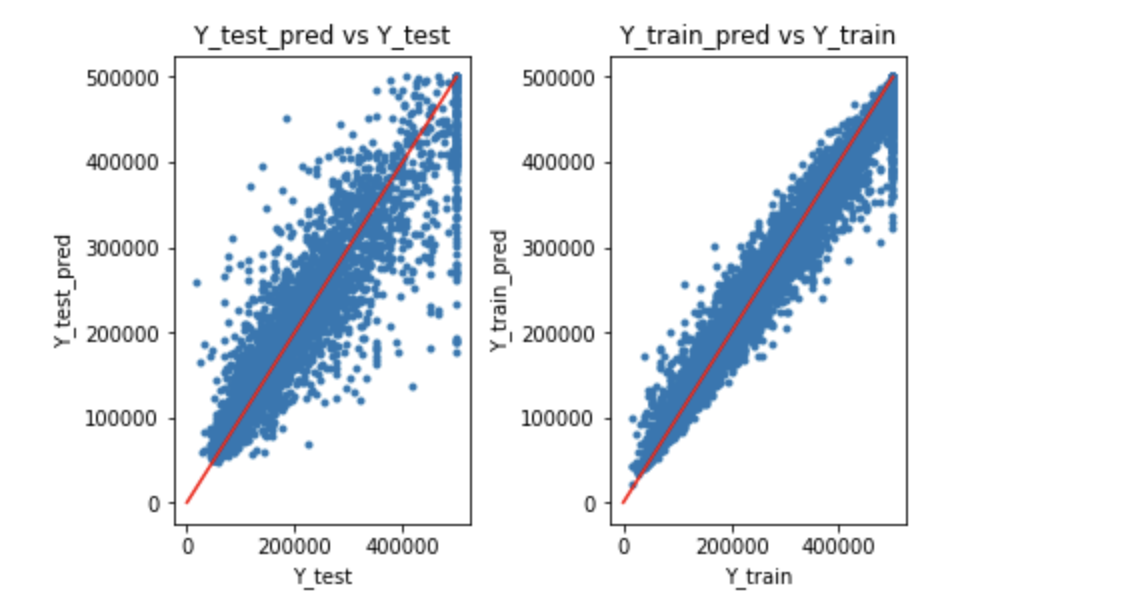 Y_test_pred vs Y_test
Y_train_pred vs Y_train
500000
400000
300000
200000
100000
0
Y_test_pred
0 200000 400000
Y_test
500000
400000
300000
200000
100000
0
Y_train_pred
0 200000 400000
Y_train